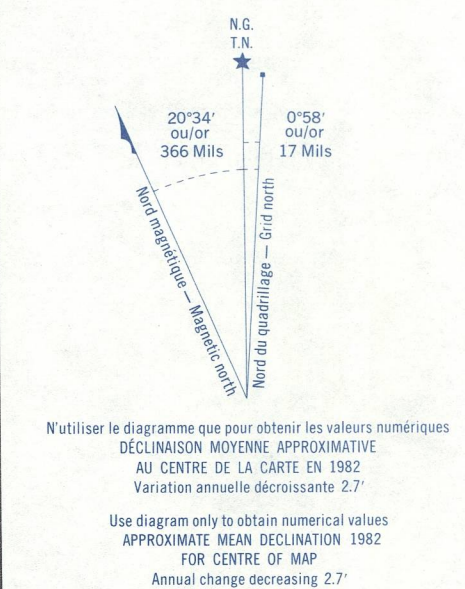 N.G.
T.N.
20°34′
ou/or
366 Mils
0°58′
ou/or
17 Mils
Nord magnétique — Magnetic north
Nord du quadrillage — Grid north
N'utiliser le diagramme que pour obtenir les valeurs numériques
DÉCLINAISON MOYENNE APPROXIMATIVE
AU CENTRE DE LA CARTE EN 1982
Variation annuelle décroissante 2.7′
Use diagram only to obtain numerical values
APPROXIMATE MEAN DECLINATION 1982
FOR CENTRE OF MAP
Annual change decreasing 2.7′